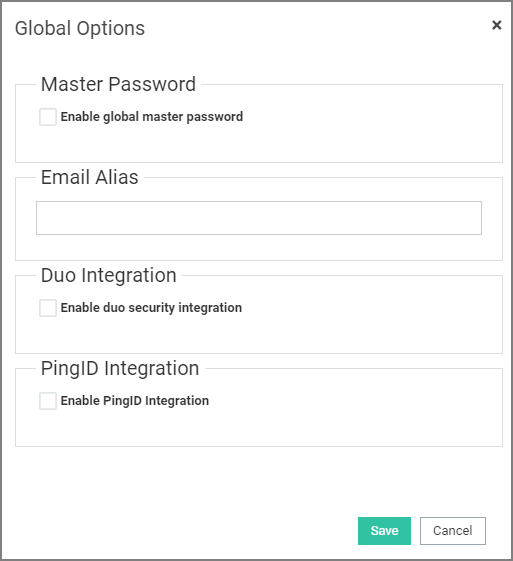 Global Options
×
Master Password
Enable global master password
Email Alias
Duo Integration
Enable duo security integration
PingID Integration
Enable PingID Integration
Save
Cancel